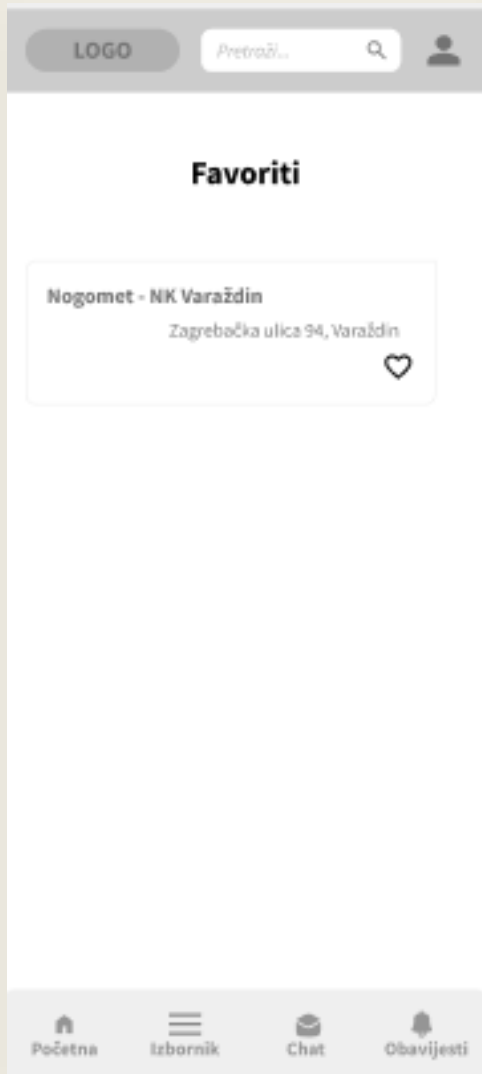 LOGO
Pretraži...
Favoriti
Nogomet - NK Varaždin
Zagrebačka ulica 94, Varaždin
Početna
Izbornik
Chat
Obavijesti